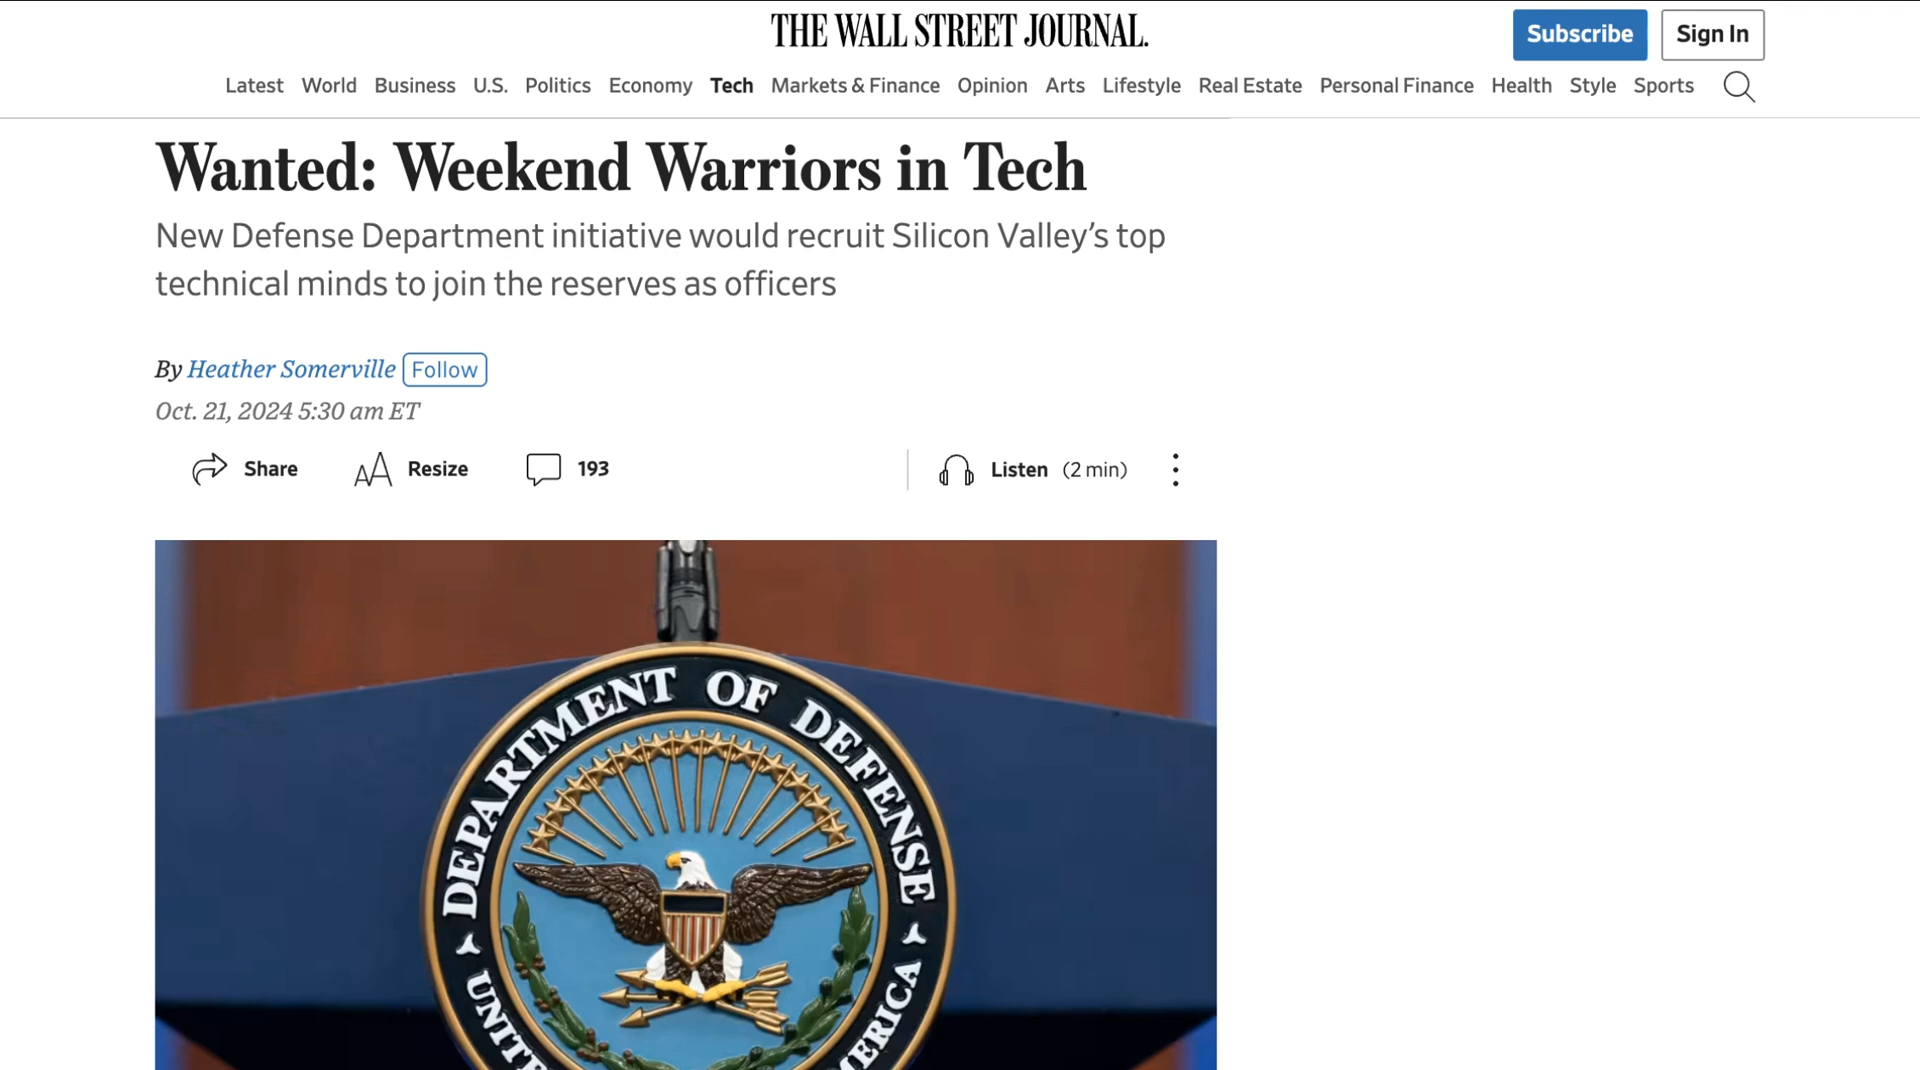 THE WALL STREET JOURNAL.
Subscribe
Sign In
Latest World Business U.S. Politics Economy Tech Markets & Finance Opinion Arts Lifestyle Real Estate Personal Finance Health Style Sports
Wanted: Weekend Warriors in Tech
New Defense Department initiative would recruit Silicon Valley’s top
technical minds to join the reserves as officers
By Heather Somerville Follow
Oct. 21, 2024 5:30 am ET
Share Resize 193 Listen (2 min)
DEPARTMENT OF DEFENSE
UNITE
MERICA